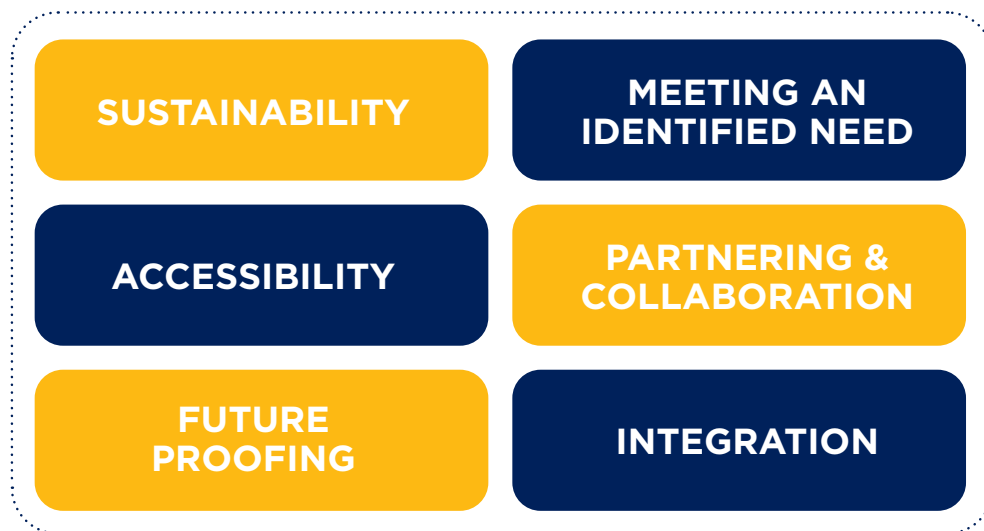 SUSTAINABILITY
MEETING AN
IDENTIFIED NEED
ACCESSIBILITY
PARTNERING &
COLLABORATION
FUTURE
PROOFING
INTEGRATION